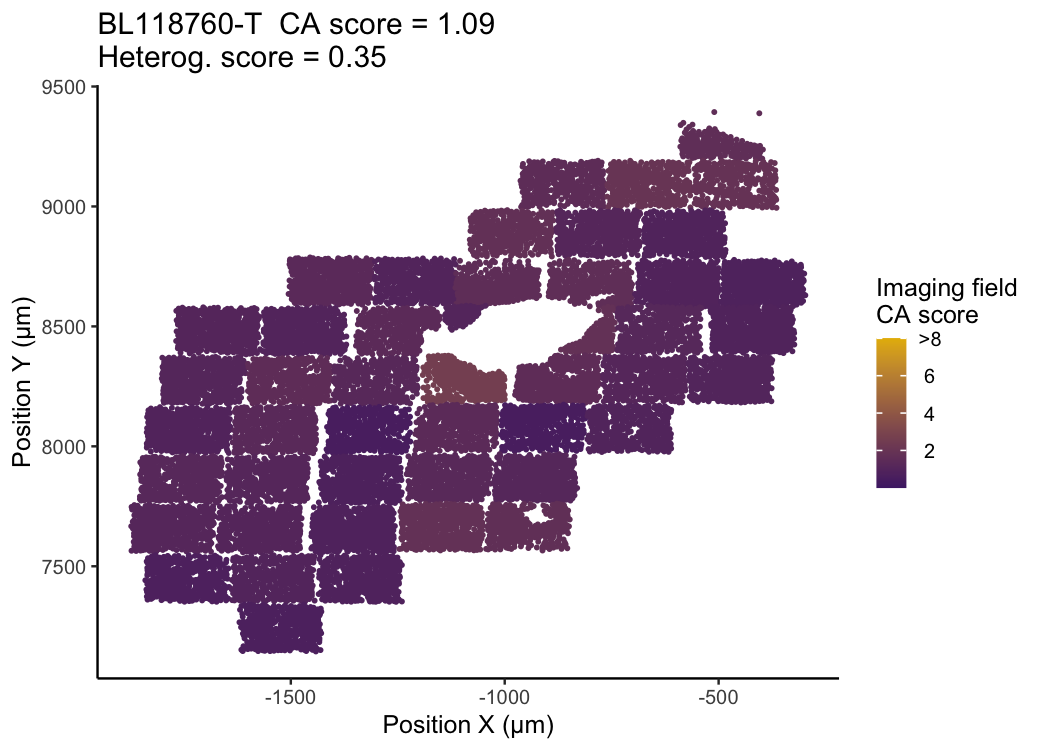 BL118760-T  CA score = 1.09
Heterog. score = 0.35
9500
9000
8500
8000
7500
Position Y (µm)
-1500
-1000
-500
Position X (µm)
Imaging field
CA score
>8
6
4
2